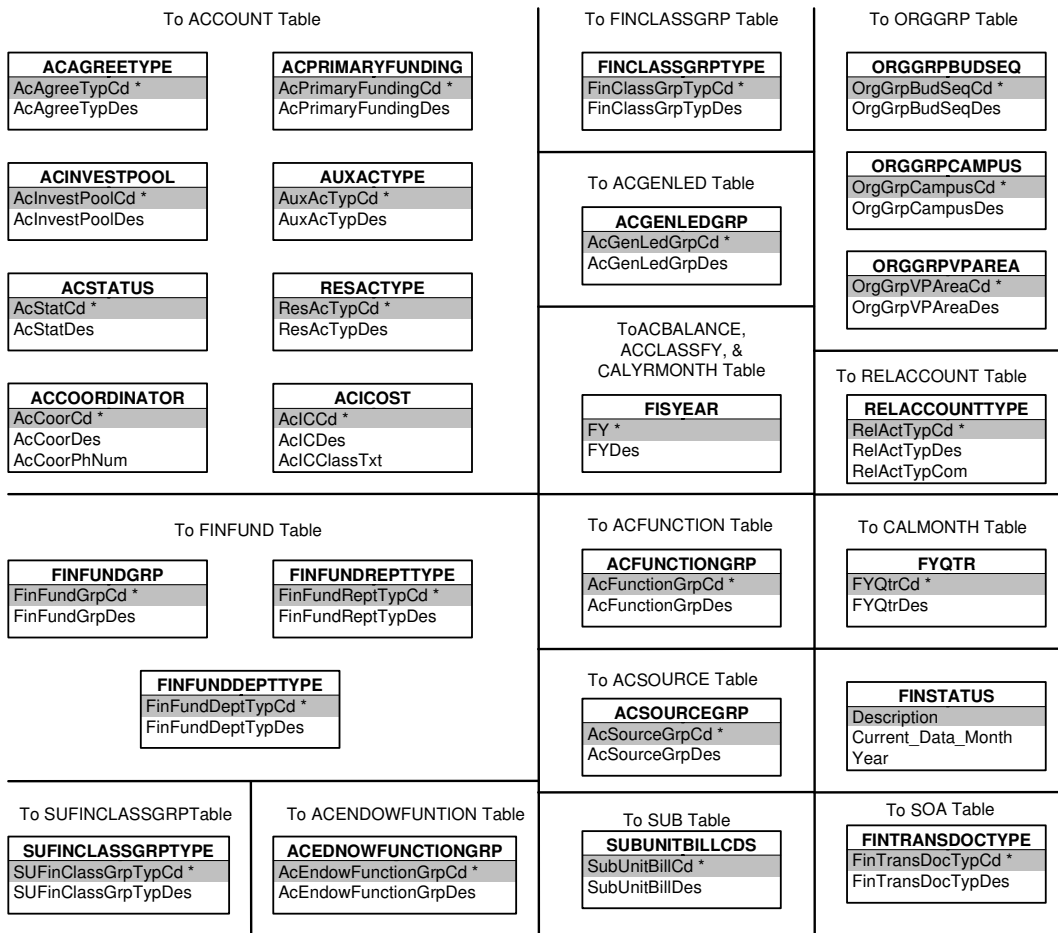 To ACCOUNT Table
ACAGREETYPE
AcAgreeTypCd *
AcAgreeTypDes
ACPRIMARYFUNDING
AcPrimaryFundingCd *
AcPrimaryFundingDes
ACINVESTPOOL
AcInvestPoolCd *
AcInvestPoolDes
AUXACTYPE
AuxAcTypCd *
AuxAcTypDes
ACSTATUS
AcStatCd *
AcStatDes
RESACTYPE
ResAcTypCd *
ResAcTypDes
ACCOORDINATOR
AcCoorCd *
AcCoorDes
AcCoorPhNum
ACICOST
AcICCd *
AcICDes
AcICClassTxt
To FINCLASSGRP Table
FINCLASSGRPTYPE
FinClassGrpTypCd *
FinClassGrpTypDes
To ACGENLED Table
ACGENLEDGRP
AcGenLedGrpCd *
AcGenLedGrpDes
ToACBALANCE,
ACCLASSFY, &
CALYRMONTH Table
FISYEAR
FY *
FYDes
To ORGGRP Table
ORGGRPBUDSEQ
OrgGrpBudSeqCd *
OrgGrpBudSeqDes
ORGGRPCAMPUS
OrgGrpCampusCd *
OrgGrpCampusDes
ORGGRPVPAREA
OrgGrpVPAreaCd *
OrgGrpVPAreaDes
To RELACCOUNT Table
RELACCOUNTTYPE
RelActTypCd *
RelActTypDes
RelActTypCom
To FINFUND Table
FINFUNDGRP
FinFundGrpCd *
FinFundGrpDes
FINFUNDREPTTYPE
FinFundReptTypCd *
FinFundReptTypDes
FINFUNDDEPTTYPE
FinFundDeptTypCd *
FinFundDeptTypDes
To ACFUNCTION Table
ACFUNCTIONGRP
AcFunctionGrpCd *
AcFunctionGrpDes
To CALMONTH Table
FYQTR
FYQtrCd *
FYQtrDes
To ACSOURCE Table
ACSOURCEGRP
AcSourceGrpCd *
AcSourceGrpDes
FINSTATUS
Description
Current_Data_Month
Year
To SUFINCLASSGRPTable
SUFINCLASSGRPTYPE
SUFinClassGrpTypCd *
SUFinClassGrpTypDes
To ACENDOWFUNTION Table
ACEDNOWFUNCTIONGRP
AcEndowFunctionGrpCd *
AcEndowFunctionGrpDes
To SUB Table
SUBUNITBILLCDS
SubUnitBillCd *
SubUnitBillDes
To SOA Table
FINTRANSDOCTYPE
FinTransDocTypCd *
FinTransDocTypDes